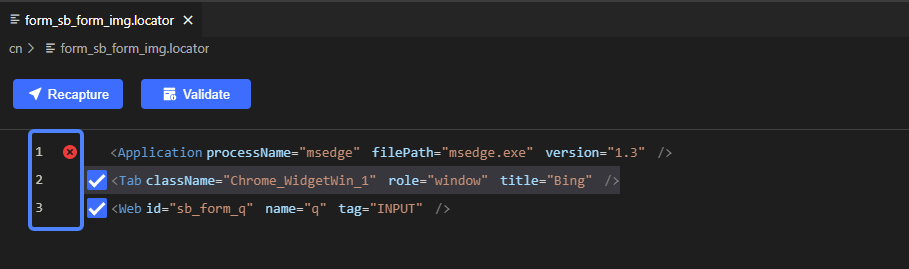 form_sb_form_img.locator
cn > form_sb_form_img.locator
Recapture Validate
1 <Application processName="msedge" filePath="msedge.exe" version="1.3" />
2 <Tab className="Chrome_WidgetWin_1" role="window" title="Bing" />
3 <Web id="sb_form_q" name="q" tag="INPUT" />